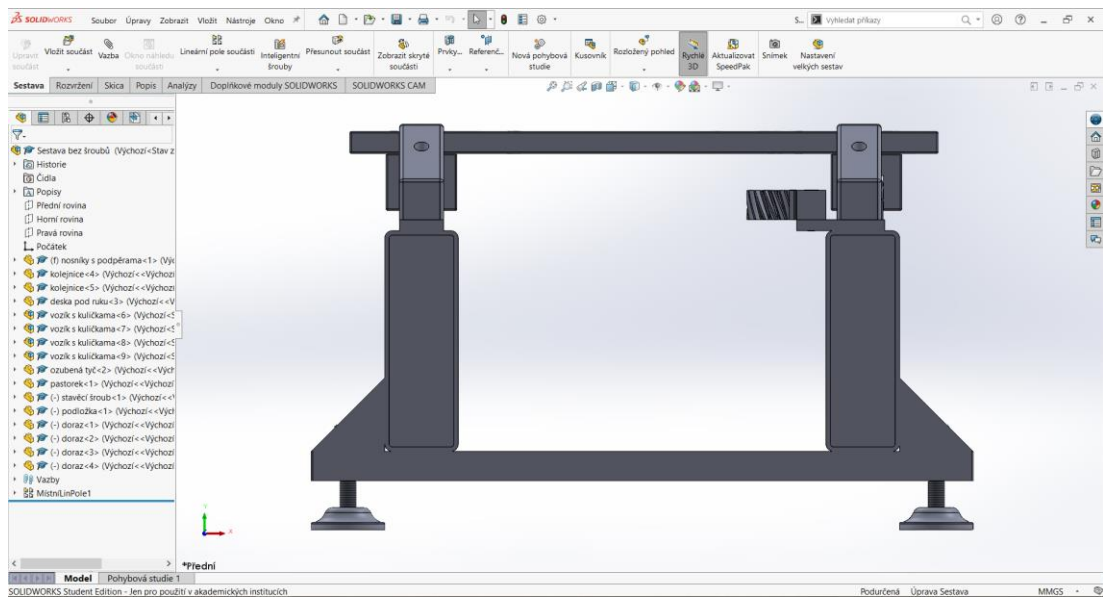 SOLIDWORKS Soubor Úpravy Zobrazit Vložit Nástroje Okno S... Vyhledat příkazy
Upravit součást Vložit součást Vazba Okno náhledu součásti Lineární pole součásti Inteligentní šrouby Přesunout součást Zobrazit skryté součásti Prvky... Referenč... Nová pohybová studie Kusovník Rozložený pohled Rychlé 3D Aktualizovat SpeedPak Snímek Nastavení velkých sestav
Sestava Rozvržení Skica Popis Analýzy Doplňkové moduly SOLIDWORKS SOLIDWORKS CAM
Sestava bez šroubů (Výchozí<Stav z
Historie
Čidla
Popisy
Přední rovina
Horní rovina
Pravá rovina
Počátek
(f) nosníky s podpěrama<1> (Výc
kolejnice<4> (Výchozí<<Výchozí
kolejnice<5> (Výchozí<<Výchozí
deska pod ruku<3> (Výchozí<<V
vozík s kuličkama<6> (Výchozí<S
vozík s kuličkama<7> (Výchozí<S
vozík s kuličkama<8> (Výchozí<S
vozík s kuličkama<9> (Výchozí<S
ozubená tyč<2> (Výchozí<<Vých
pastorek<1> (Výchozí<<Výchozí
(-) stavěcí šroub<1> (Výchozí<<V
(-) podložka<1> (Výchozí<<Vých
(-) doraz<1> (Výchozí<<Výchozí
(-) doraz<2> (Výchozí<<Výchozí
(-) doraz<3> (Výchozí<<Výchozí
(-) doraz<4> (Výchozí<<Výchozí
Vazby
MístníLinPole1
Y
X
*Přední
Model Pohybová studie 1
SOLIDWORKS Student Edition - Jen pro použití v akademických institucích Podurčená Úprava Sestava MMGS